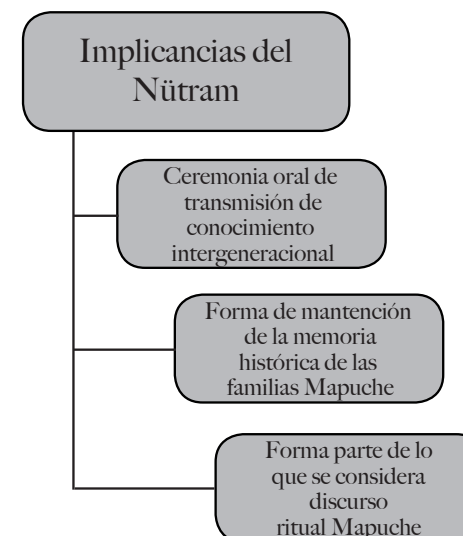 Implicancias del
Nütram
Ceremonia oral de
transmisión de
conocimiento
intergeneracional
Forma de mantención
de la memoria
histórica de las
familias Mapuche
Forma parte de lo
que se considera
discurso
ritual Mapuche